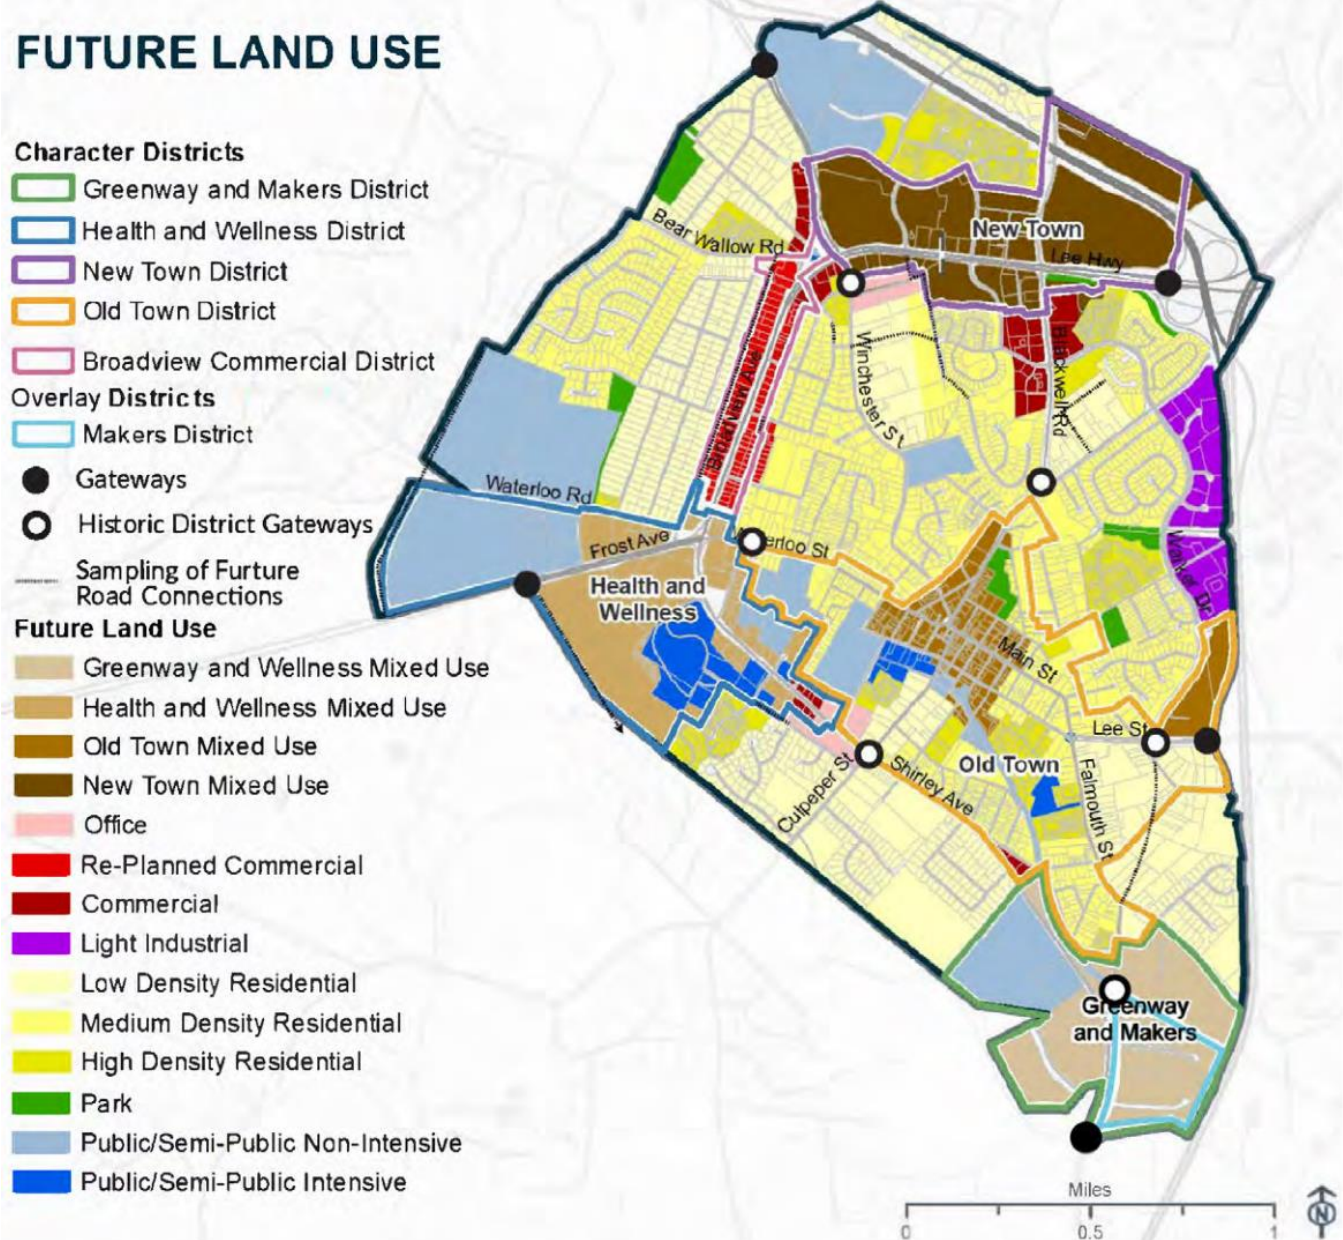 FUTURE LAND USE
Character Districts
Greenway and Makers District
Health and Wellness District
New Town District
Old Town District
Broadview Commercial District
Overlay Districts
Makers District
Gateways
Historic District Gateways
Sampling of Furture
Road Connections
Future Land Use
Greenway and Wellness Mixed Use
Health and Wellness Mixed Use
Old Town Mixed Use
New Town Mixed Use
Office
Re-Planned Commercial
Commercial
Light Industrial
Low Density Residential
Medium Density Residential
High Density Residential
Park
Public/Semi-Public Non-Intensive
Public/Semi-Public Intensive
Bear Wallow Rd
New Town
Lee Hwy
Broadview Ave
Winchester St
Blackwell Rd
Waterloo Rd
Frost Ave
Health and
Wellness
Walker Dr
Main St
Lee St
Old Town
Shirley Ave
Culpeper St
Falmouth St
Greenway
and Makers
Miles
0 0.5 1
N